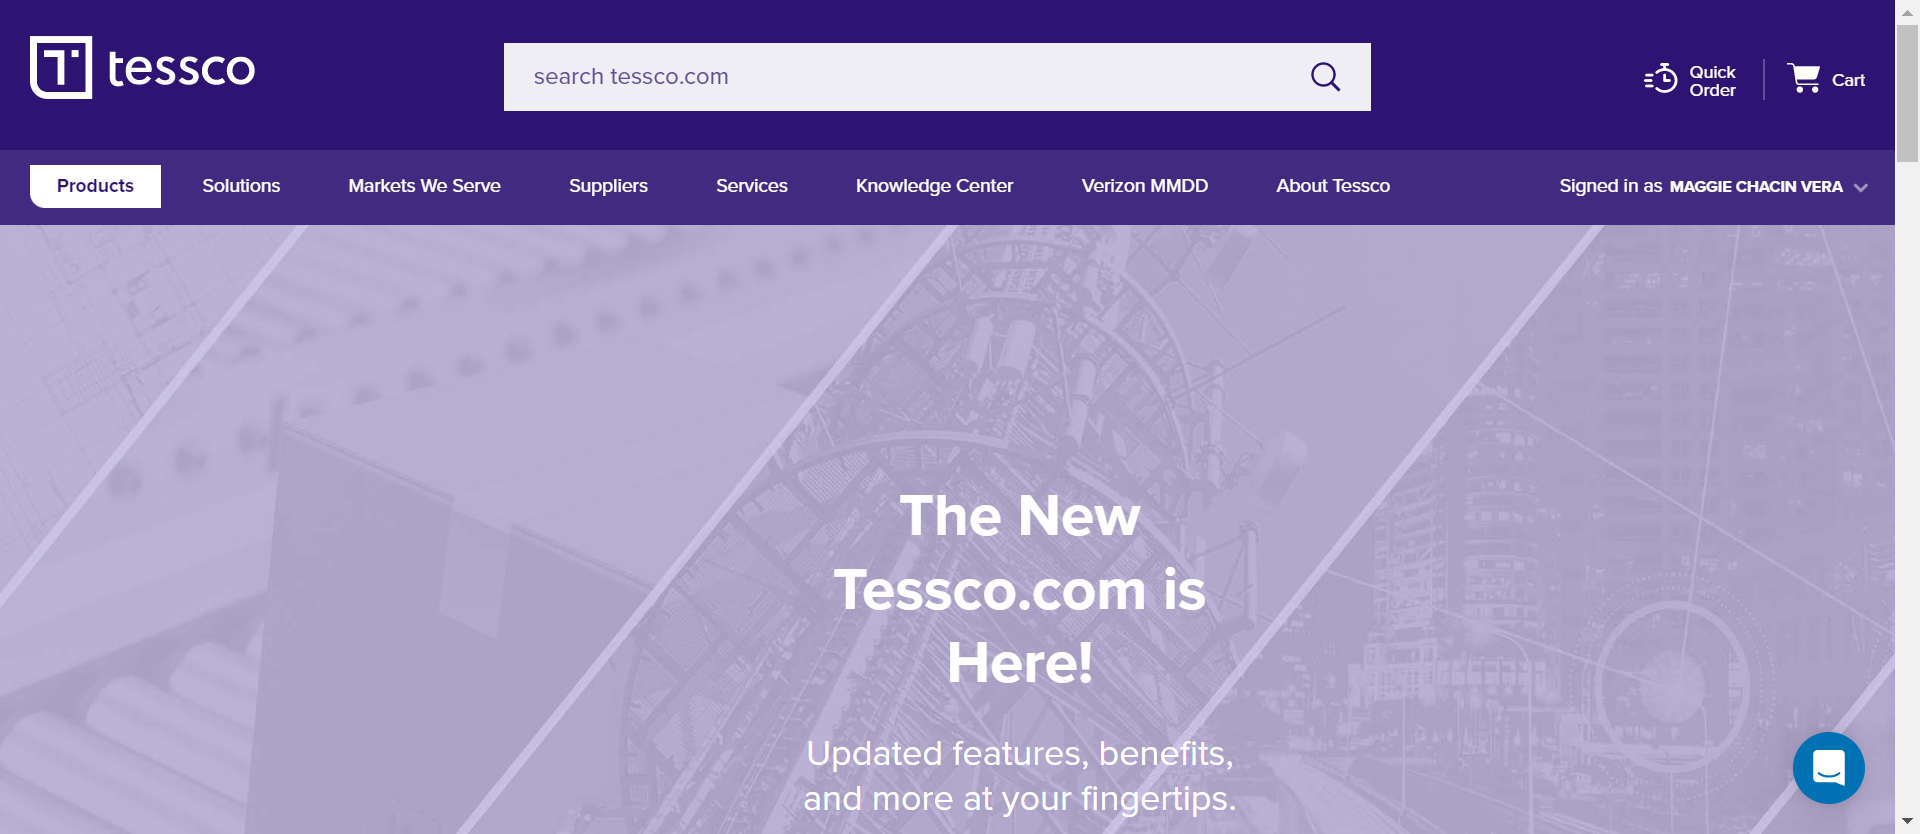 tessco
search tessco.com
Quick
Order
Cart
Products
Solutions
Markets We Serve
Suppliers
Services
Knowledge Center
Verizon MMDD
About Tessco
Signed in as MAGGIE CHACIN VERA
The New
Tessco.com is
Here!
Updated features, benefits,
and more at your fingertips.